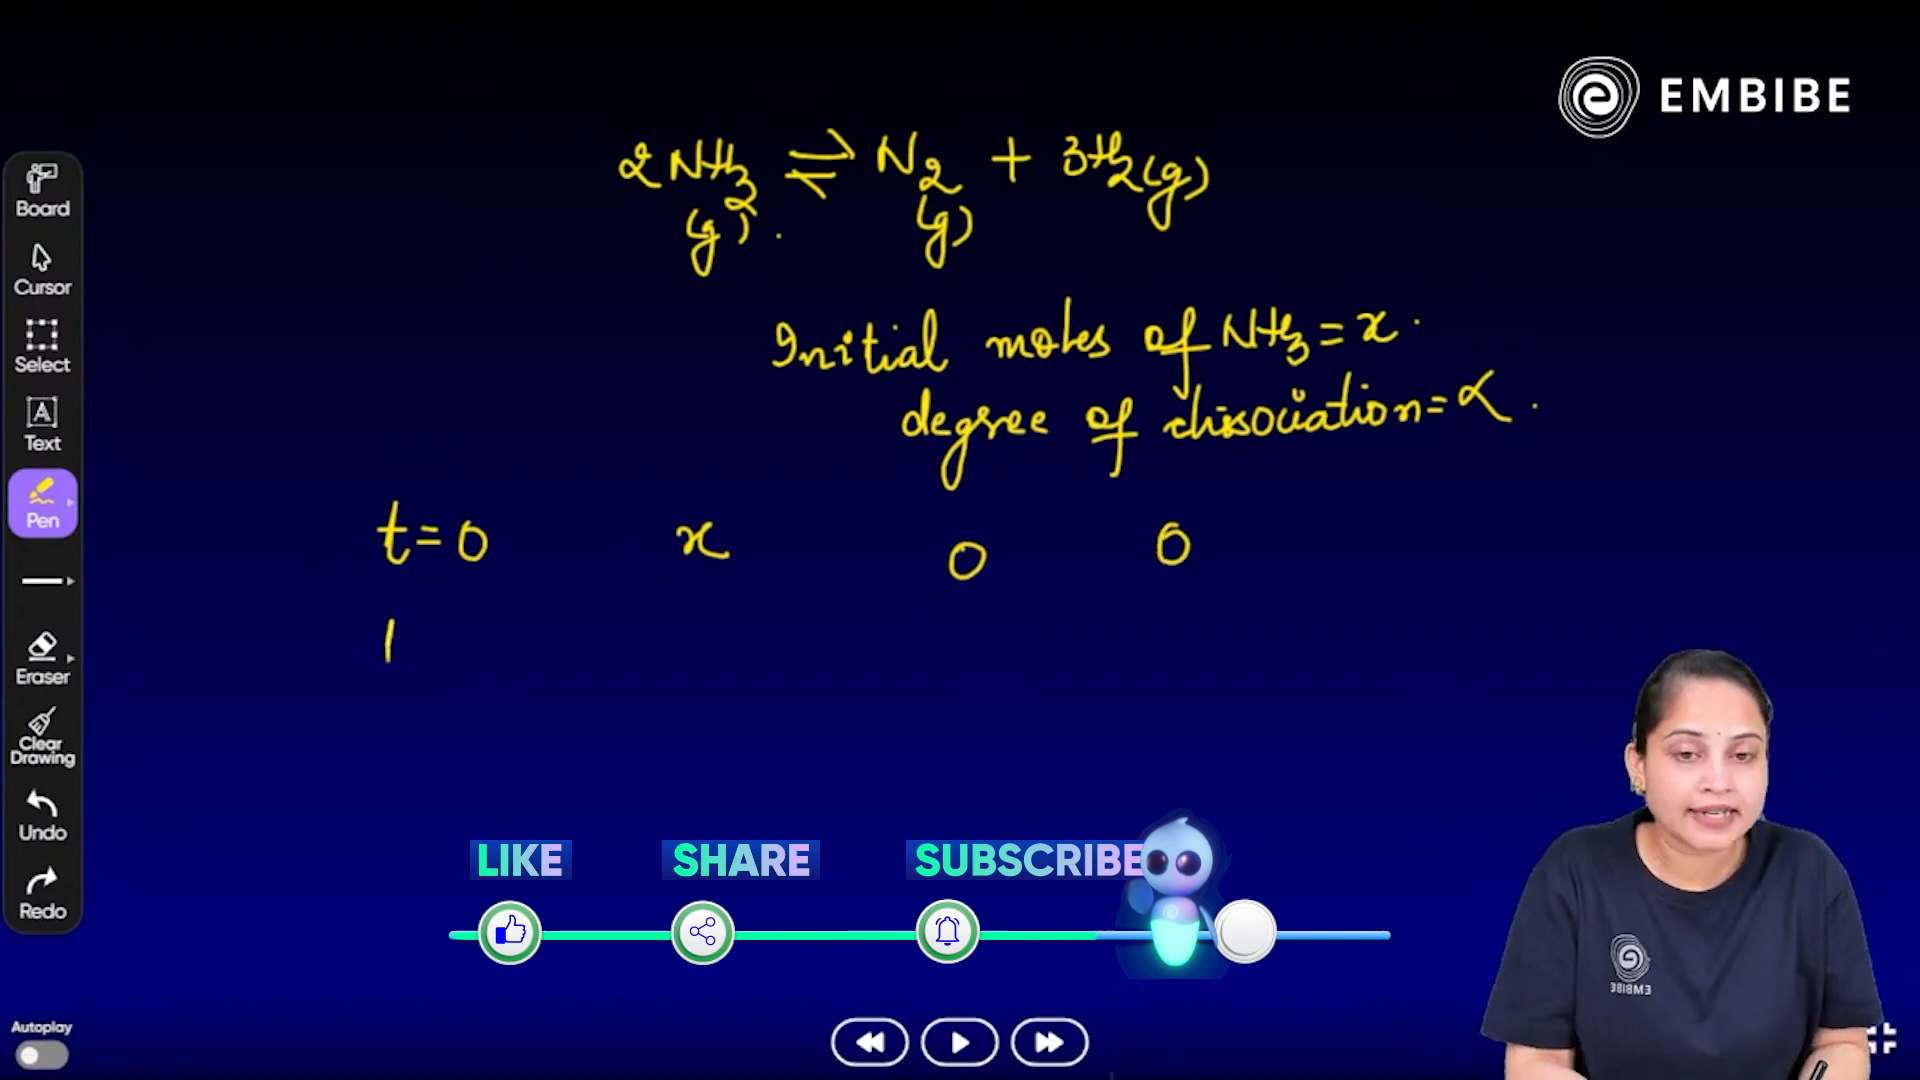 EMBIBE
2NH3 ⇌ N2 + 3H2(g)
(g). (g)
Initial moles of NH3 = x.
degree of dissociation = α.
t = 0 x 0 0
Board
Cursor
Select
Text
Pen
Eraser
Clear
Drawing
Undo
Redo
LIKE SHARE SUBSCRIBE
EMBIBE
Autoplay